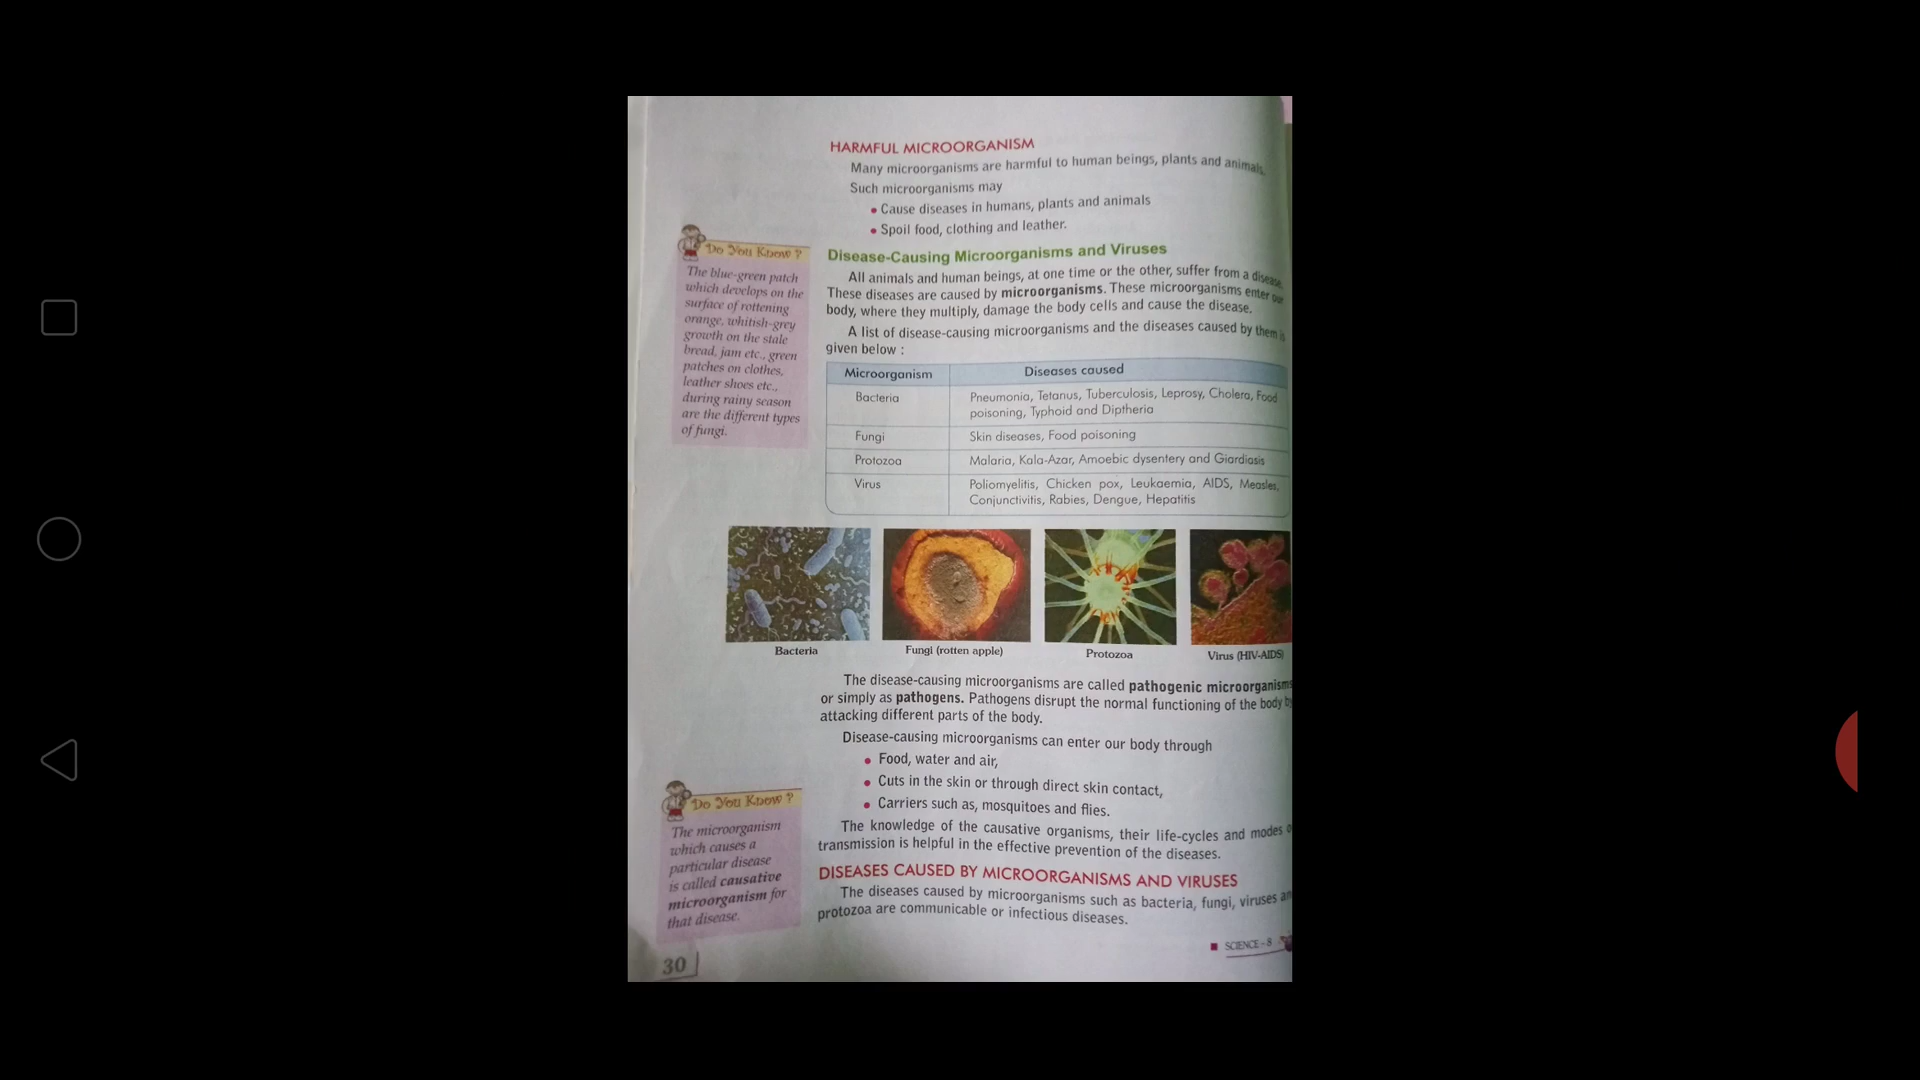 HARMFUL MICROORGANISM
Many microorganisms are harmful to human beings, plants and animals.
Such microorganisms may
• Cause diseases in humans, plants and animals
• Spoil food, clothing and leather.
Do You Know ?
The blue-green patch
which develops on the
surface of rottening
orange, whitish-grey
growth on the stale
bread, jam etc., green
patches on clothes,
leather shoes etc.,
during rainy season
are the different types
of fungi.
Disease-Causing Microorganisms and Viruses
All animals and human beings, at one time or the other, suffer from a disease.
These diseases are caused by microorganisms. These microorganisms enter our
body, where they multiply, damage the body cells and cause the disease.
A list of disease-causing microorganisms and the diseases caused by them is
given below :
Microorganism Diseases caused
Bacteria Pneumonia, Tetanus, Tuberculosis, Leprosy, Cholera, Food
poisoning, Typhoid and Diptheria
Fungi Skin diseases, Food poisoning
Protozoa Malaria, Kala-Azar, Amoebic dysentery and Giardiasis
Virus Poliomyelitis, Chicken pox, Leukaemia, AIDS, Measles,
Conjunctivitis, Rabies, Dengue, Hepatitis
Bacteria Fungi (rotten apple) Protozoa Virus (HIV-AIDS)
The disease-causing microorganisms are called pathogenic microorganisms
or simply as pathogens. Pathogens disrupt the normal functioning of the body by
attacking different parts of the body.
Disease-causing microorganisms can enter our body through
• Food, water and air,
• Cuts in the skin or through direct skin contact,
• Carriers such as, mosquitoes and flies.
Do You Know ?
The microorganism
which causes a
particular disease
is called causative
microorganism for
that disease.
The knowledge of the causative organisms, their life-cycles and modes
transmission is helpful in the effective prevention of the diseases.
DISEASES CAUSED BY MICROORGANISMS AND VIRUSES
The diseases caused by microorganisms such as bacteria, fungi, viruses
protozoa are communicable or infectious diseases.
SCIENCE-8
30